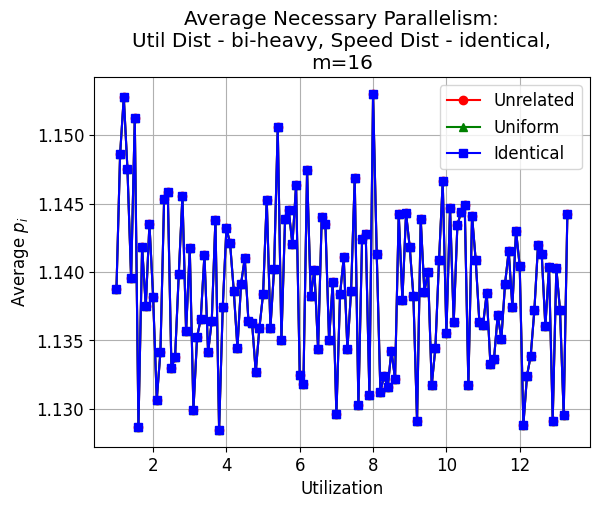 Average Necessary Parallelism:
Util Dist - bi-heavy, Speed Dist - identical,
m=16
Unrelated
Uniform
Identical
1.150
1.145
1.140
1.135
1.130
Average p_i
2 4 6 8 10 12
Utilization